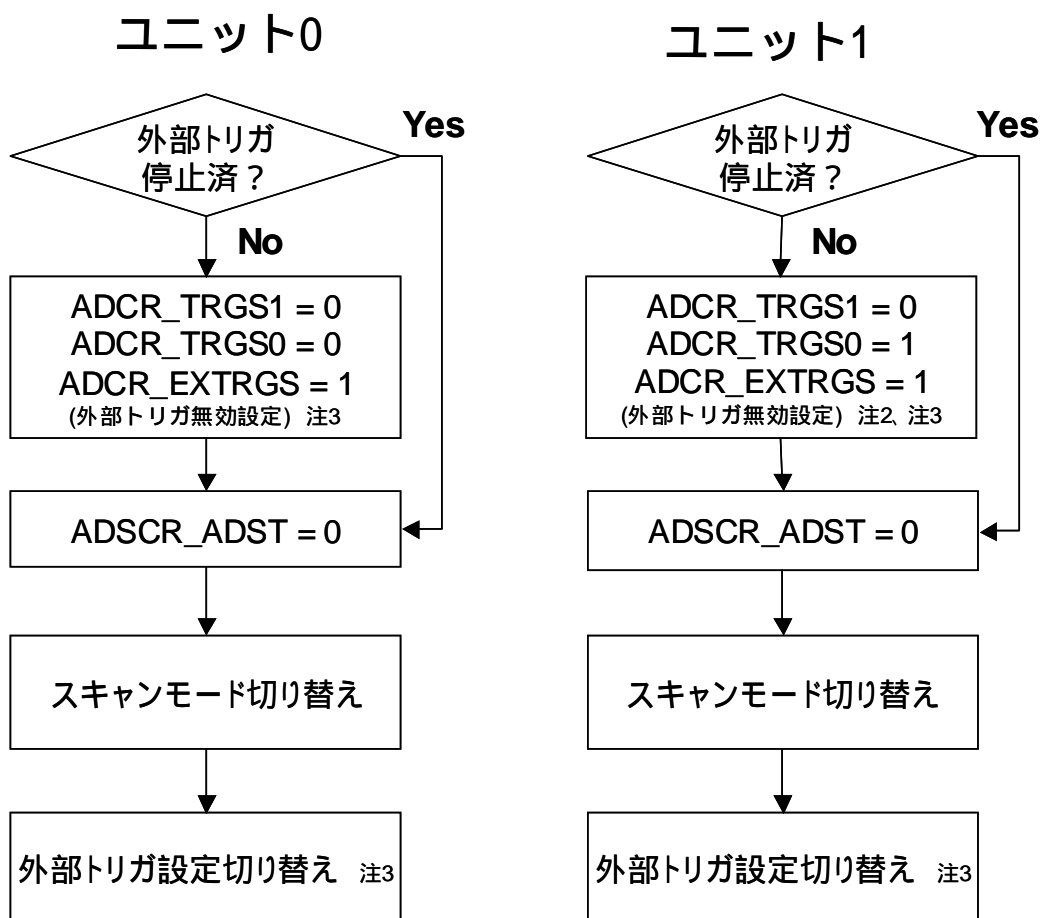 ユニット0
外部トリガ
停止済？
Yes
No
ADCR_TRGS1 = 0
ADCR_TRGS0 = 0
ADCR_EXTRGS = 1
(外部トリガ無効設定) 注3
ADSCR_ADST = 0
スキャンモード切り替え
外部トリガ設定切り替え 注3
ユニット1
外部トリガ
停止済？
Yes
No
ADCR_TRGS1 = 0
ADCR_TRGS0 = 1
ADCR_EXTRGS = 1
(外部トリガ無効設定) 注2、注3
ADSCR_ADST = 0
スキャンモード切り替え
外部トリガ設定切り替え 注3